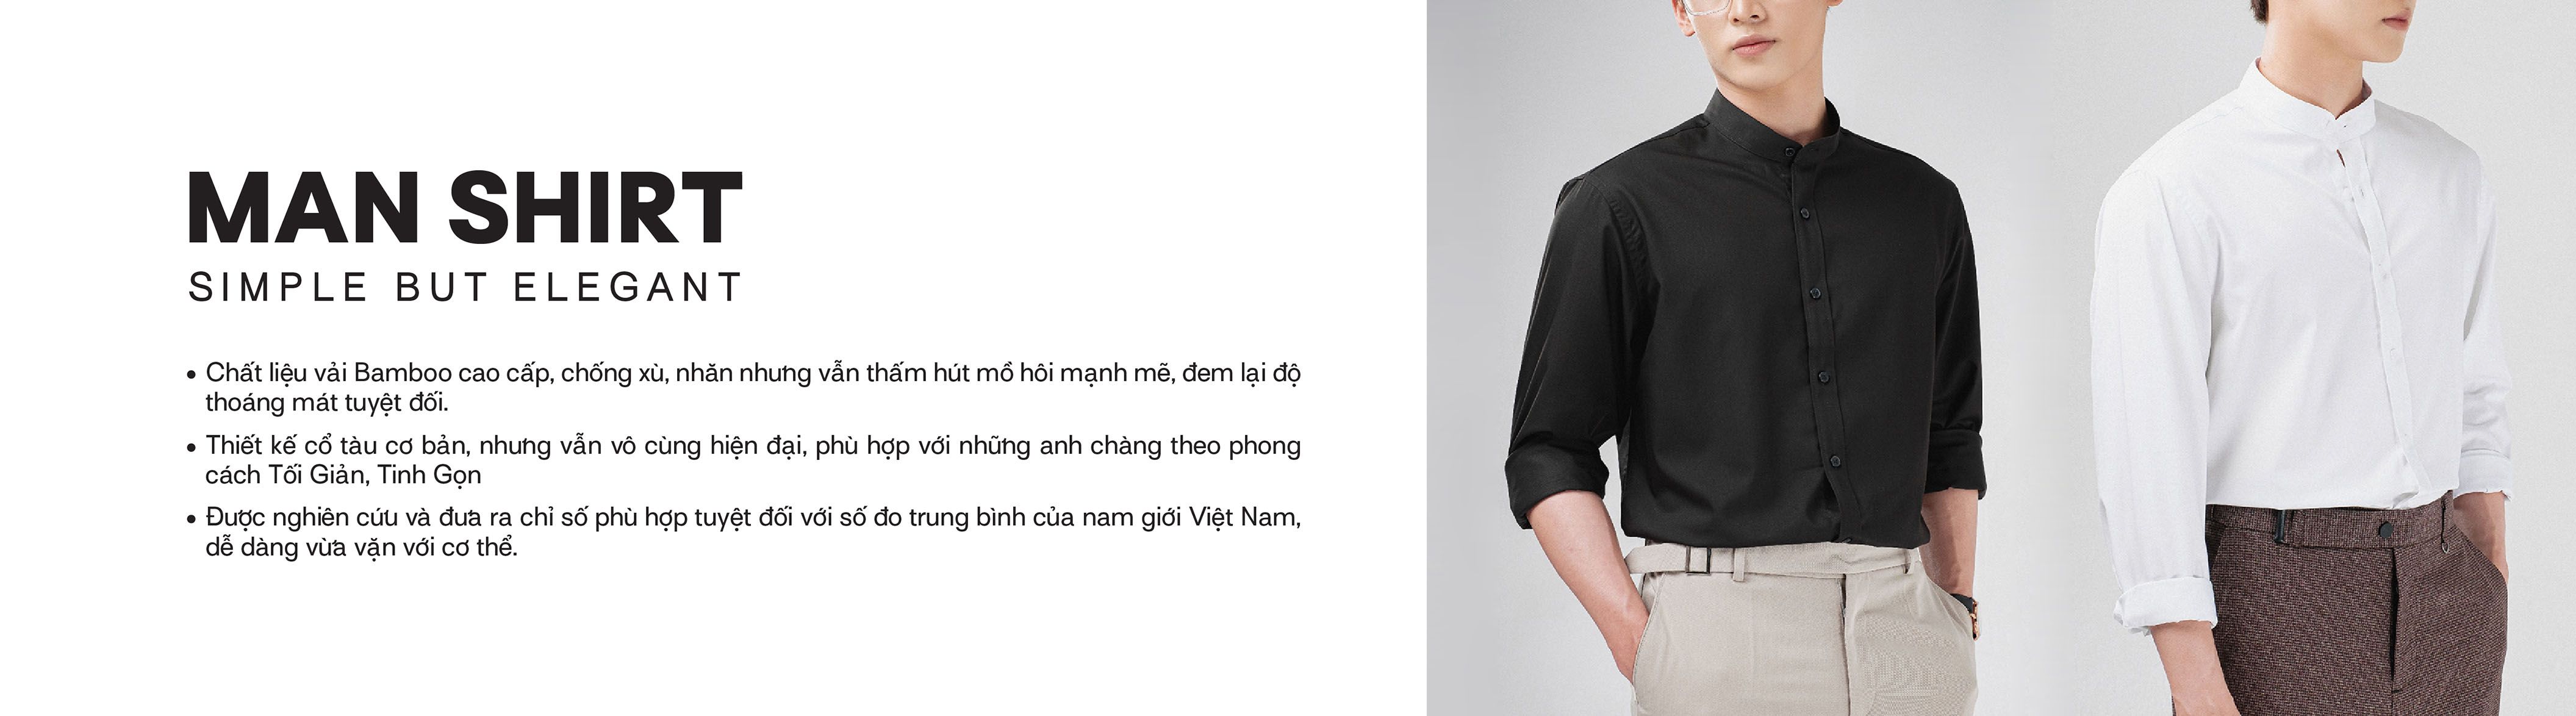 MAN SHIRT
SIMPLE BUT ELEGANT
• Chất liệu vải Bamboo cao cấp, chống xù, nhăn nhưng vẫn thấm hút mồ hôi mạnh mẽ, đem lại độ
thoáng mát tuyệt đối.
• Thiết kế cổ tàu cơ bản, nhưng vẫn vô cùng hiện đại, phù hợp với những anh chàng theo phong
cách Tối Giản, Tinh Gọn
• Được nghiên cứu và đưa ra chỉ số phù hợp tuyệt đối với số đo trung bình của nam giới Việt Nam,
dễ dàng vừa vặn với cơ thể.